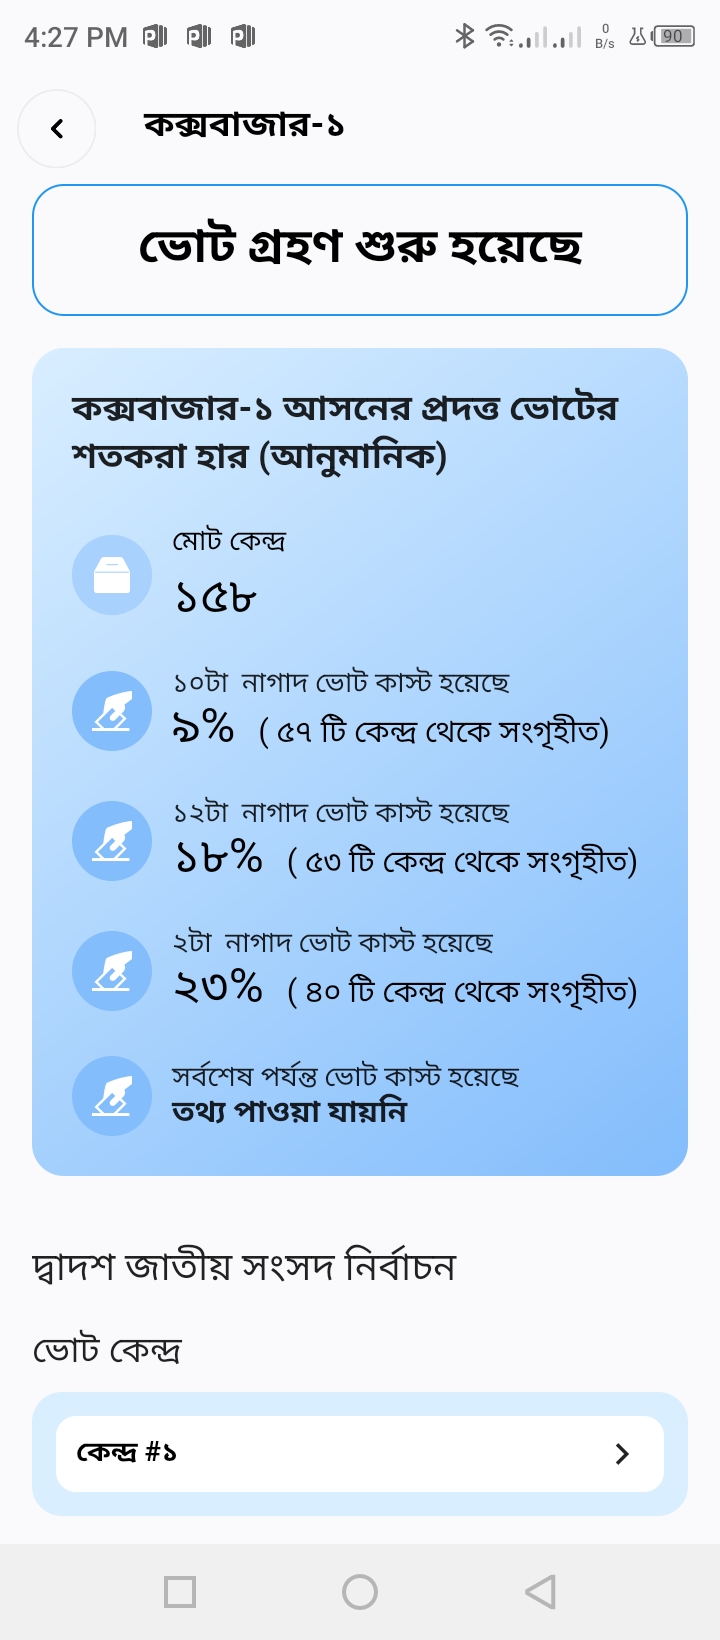 4:27 PM
0
B/s
90
কক্সবাজার-১
ভোট গ্রহণ শুরু হয়েছে
কক্সবাজার-১ আসনের প্রদত্ত ভোটের
শতকরা হার (আনুমানিক)
মোট কেন্দ্র
১৫৮
১০টা নাগাদ ভোট কাস্ট হয়েছে
৯% ( ৫৭ টি কেন্দ্র থেকে সংগৃহীত)
১২টা নাগাদ ভোট কাস্ট হয়েছে
১৮% ( ৫৩ টি কেন্দ্র থেকে সংগৃহীত)
২টা নাগাদ ভোট কাস্ট হয়েছে
২৩% ( ৪০ টি কেন্দ্র থেকে সংগৃহীত)
সর্বশেষ পর্যন্ত ভোট কাস্ট হয়েছে
তথ্য পাওয়া যায়নি
দ্বাদশ জাতীয় সংসদ নির্বাচন
ভোট কেন্দ্র
কেন্দ্র #১